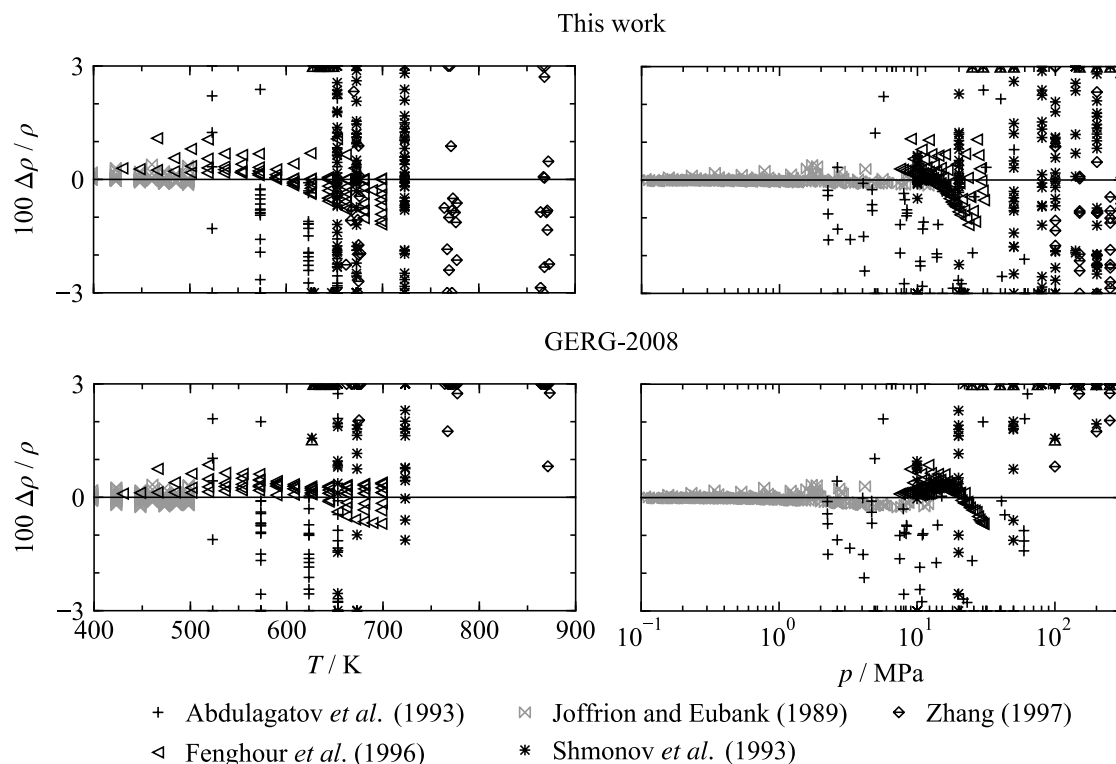 This work
100 Δρ / ρ
3
0
−3
GERG-2008
100 Δρ / ρ
3
0
−3
400 500 600 700 800 900
10⁻¹ 10⁰ 10¹ 10²
T / K
p / MPa
Abdulagatov et al. (1993)
Joffrion and Eubank (1989)
Zhang (1997)
Fenghour et al. (1996)
Shmonov et al. (1993)